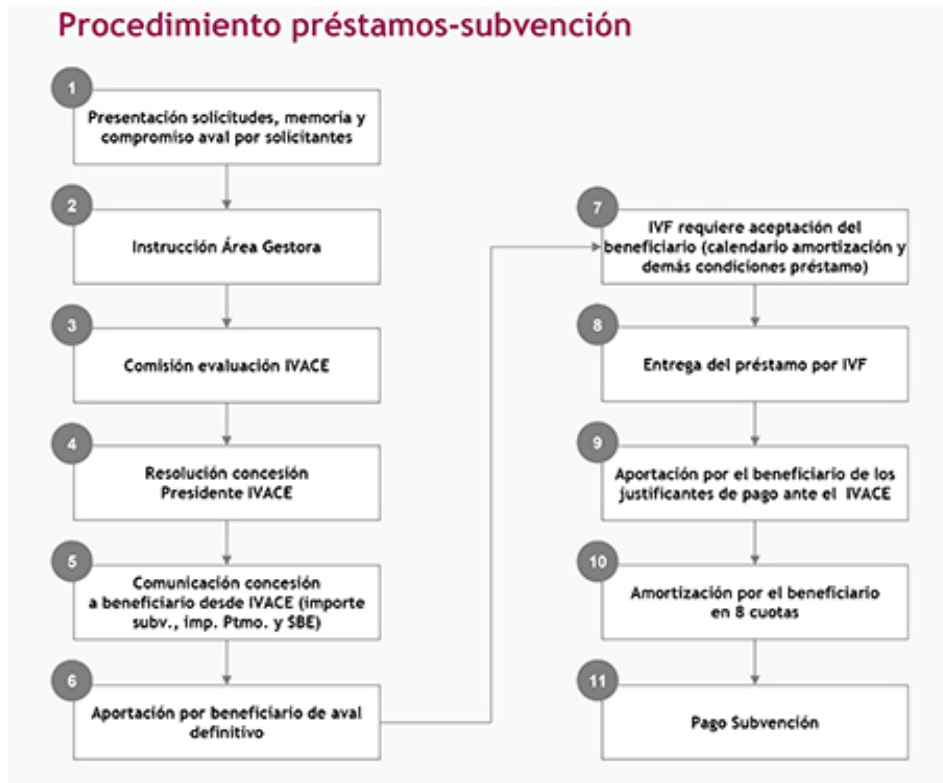 Procedimiento préstamos-subvención
1
Presentación solicitudes, memoria y
compromiso aval por solicitantes
2
Instrucción Área Gestora
3
Comisión evaluación IVACE
4
Resolución concesión
Presidente IVACE
5
Comunicación concesión
a beneficiario desde IVACE (importe
subv., imp. Ptmo. y SBE)
6
Aportación por beneficiario de aval
definitivo
7
IVF requiere aceptación del
beneficiario (calendario amortización y
demás condiciones préstamo)
8
Entrega del préstamo por IVF
9
Aportación por el beneficiario de los
justificantes de pago ante el IVACE
10
Amortización por el beneficiario
en 8 cuotas
11
Pago Subvención